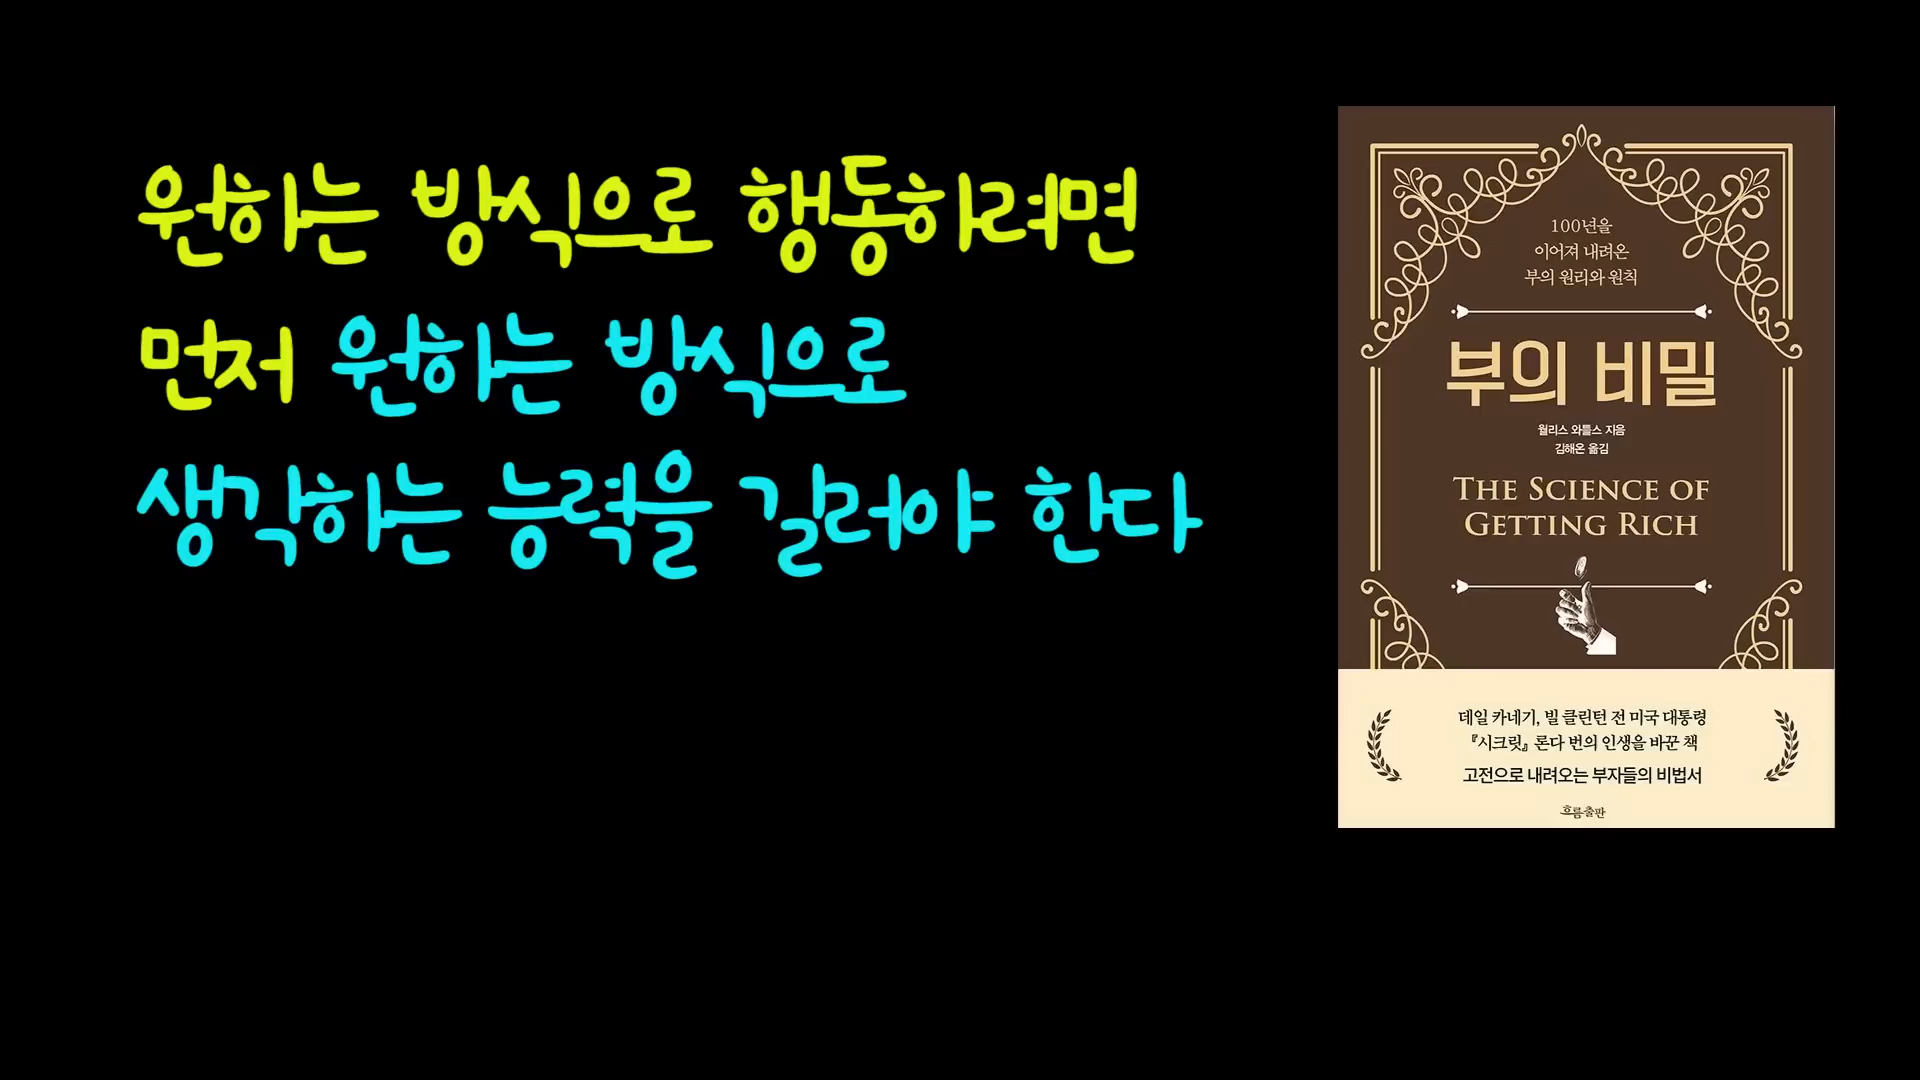 원하는 방식으로 행동하려면
먼저 원하는 방식으로
생각하는 능력을 길러야 한다
100년을
이어져 내려온
부의 원리와 원칙
부의 비밀
월리스 와틀스 지음
김해온 옮김
THE SCIENCE OF
GETTING RICH
데일 카네기, 빌 클린턴 전 미국 대통령
『시크릿』 론다 번의 인생을 바꾼 책
고전으로 내려오는 부자들의 비법서
흐름출판